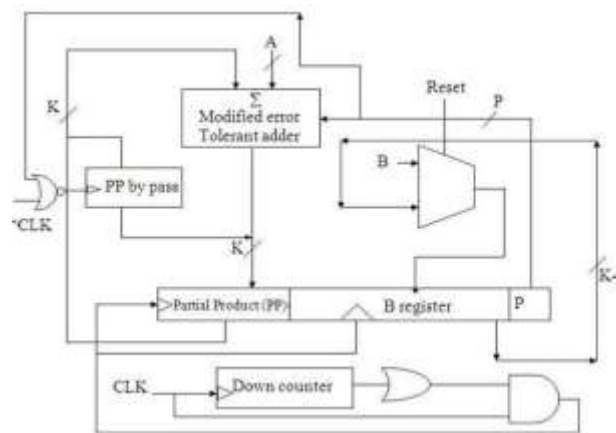 A
Σ
Modified error
Tolerant adder
K
Reset
P
B
PP by pass
CLK
K
Partial Product (PP)
B register
P
CLK
Down counter